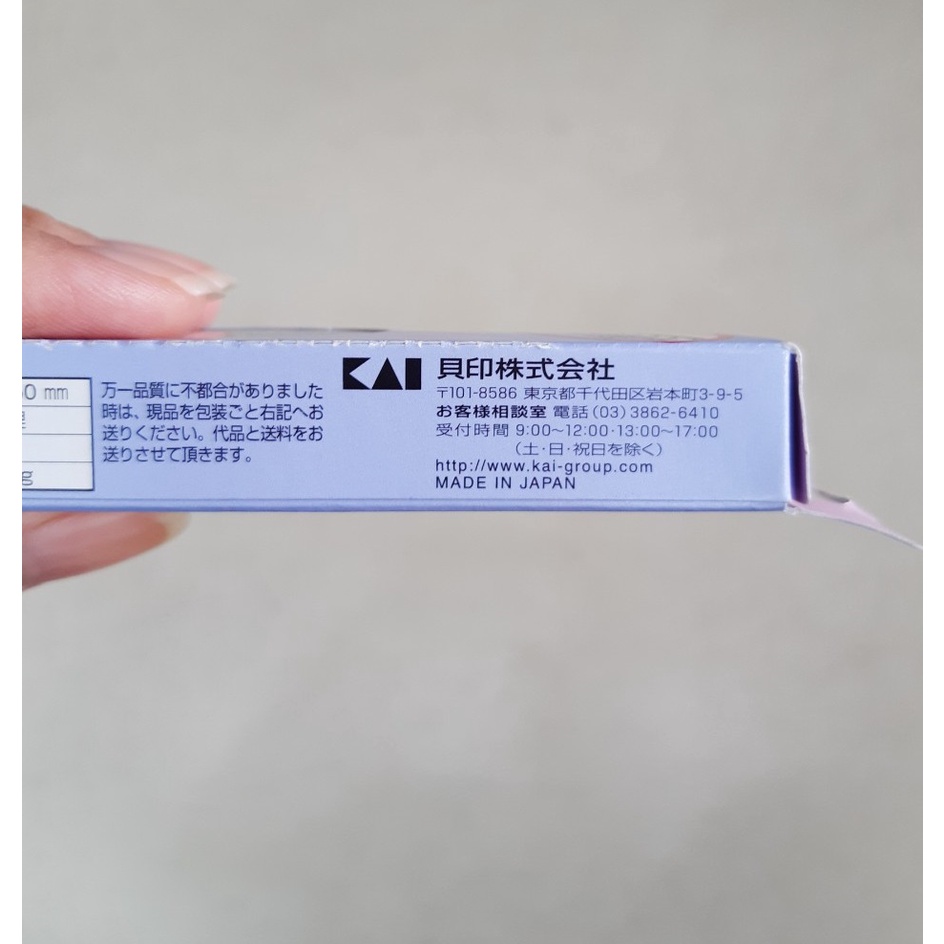 mm
g
万一品質に不都合がありました
時は、現品を包装ごと右記へお
送りください。代品と送料をお
送りさせて頂きます。
KAI 貝印株式会社
〒101-8586 東京都千代田区岩本町3-9-5
お客様相談室 電話(03)3862-6410
受付時間 9:00~12:00・13:00~17:00
(土・日・祝日を除く)
http://www.kai-group.com
MADE IN JAPAN